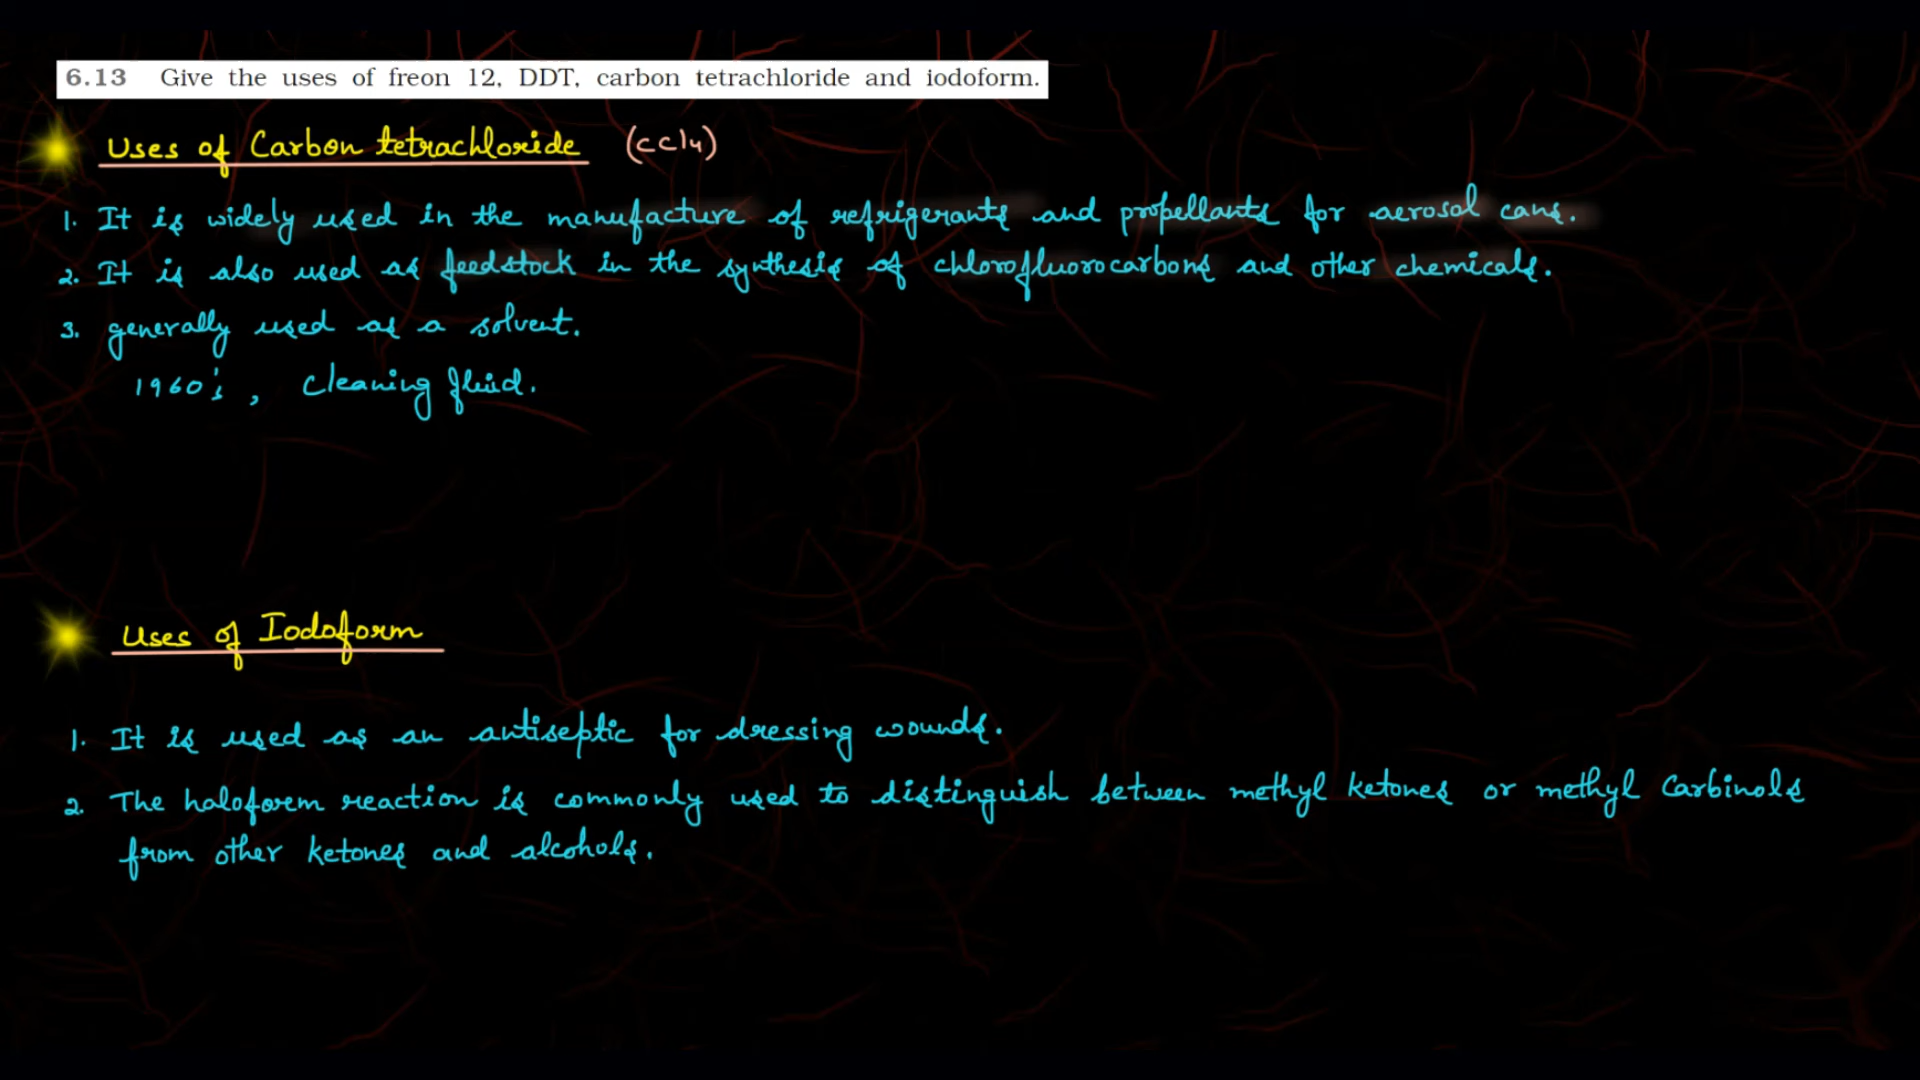 6.13 Give the uses of freon 12, DDT, carbon tetrachloride and iodoform.
Uses of Carbon tetrachloride (CCl4)
1. It is widely used in the manufacture of refrigerants and propellants for aerosol cans.
2. It is also used as feedstock in the synthesis of chlorofluorocarbons and other chemicals.
3. generally used as a solvent.
1960's, Cleaning fluid.
Uses of Iodoform
1. It is used as an antiseptic for dressing wounds.
2. The haloform reaction is commonly used to distinguish between methyl ketones or methyl Carbinols
from other ketones and alcohols.